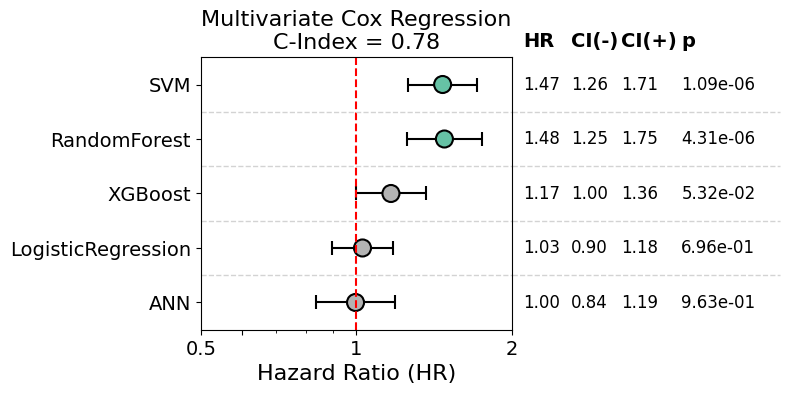 Multivariate Cox Regression
C-Index = 0.78
HR CI(-) CI(+) p
SVM 1.47 1.26 1.71 1.09e-06
RandomForest 1.48 1.25 1.75 4.31e-06
XGBoost 1.17 1.00 1.36 5.32e-02
LogisticRegression 1.03 0.90 1.18 6.96e-01
ANN 1.00 0.84 1.19 9.63e-01
0.5 1 2
Hazard Ratio (HR)